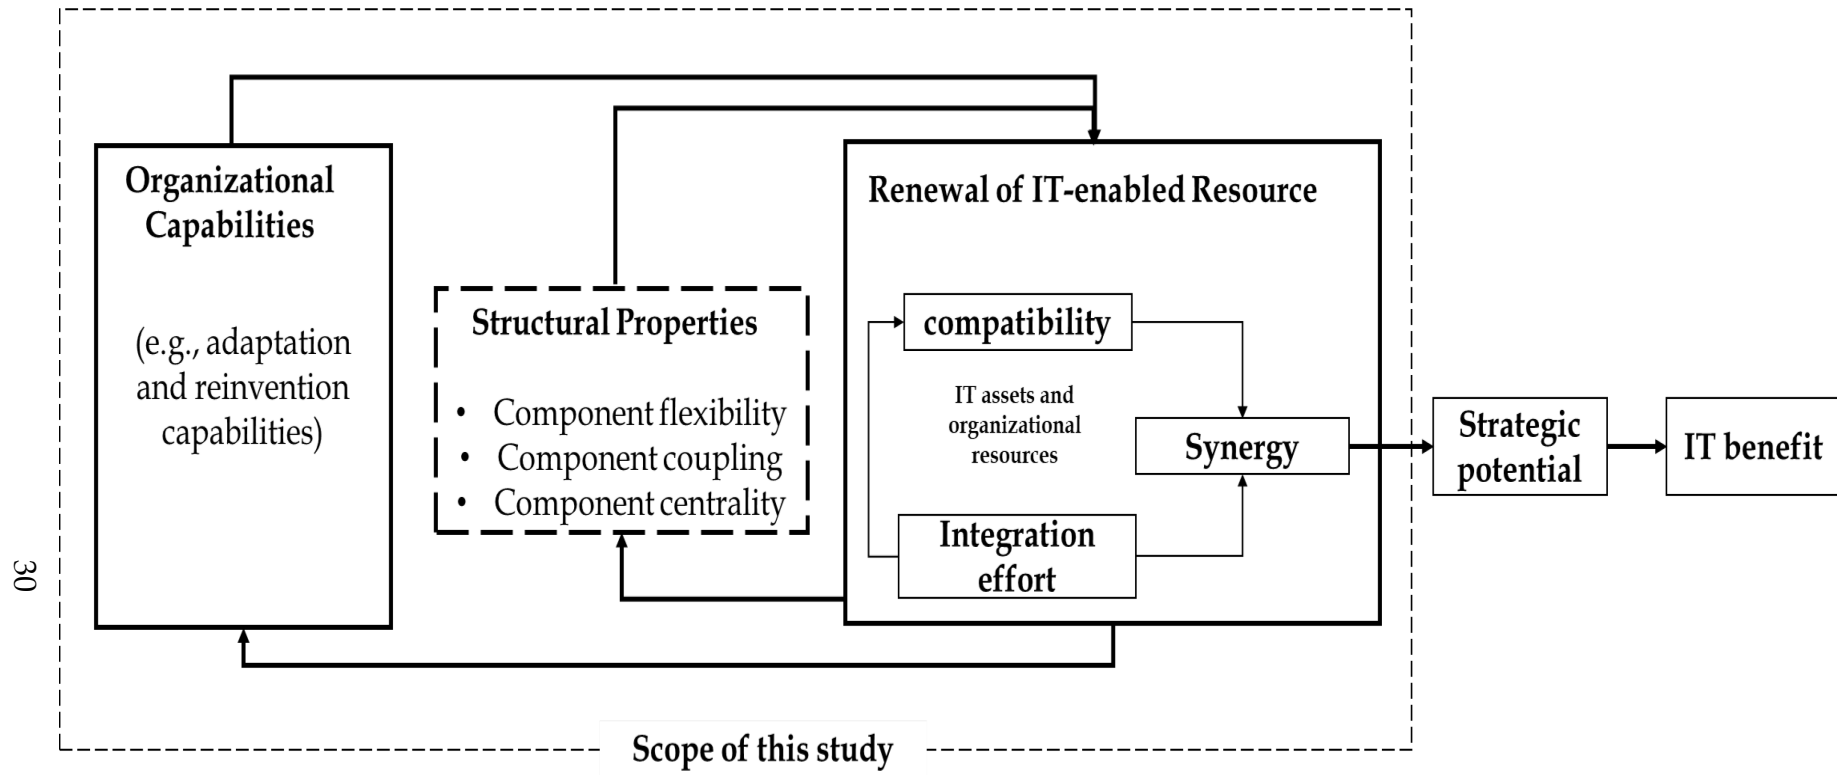 Organizational
Capabilities
(e.g., adaptation
and reinvention
capabilities)
Structural Properties
• Component flexibility
• Component coupling
• Component centrality
Renewal of IT-enabled Resource
compatibility
IT assets and
organizational
resources
Synergy
Integration
effort
Strategic
potential
IT benefit
Scope of this study
30